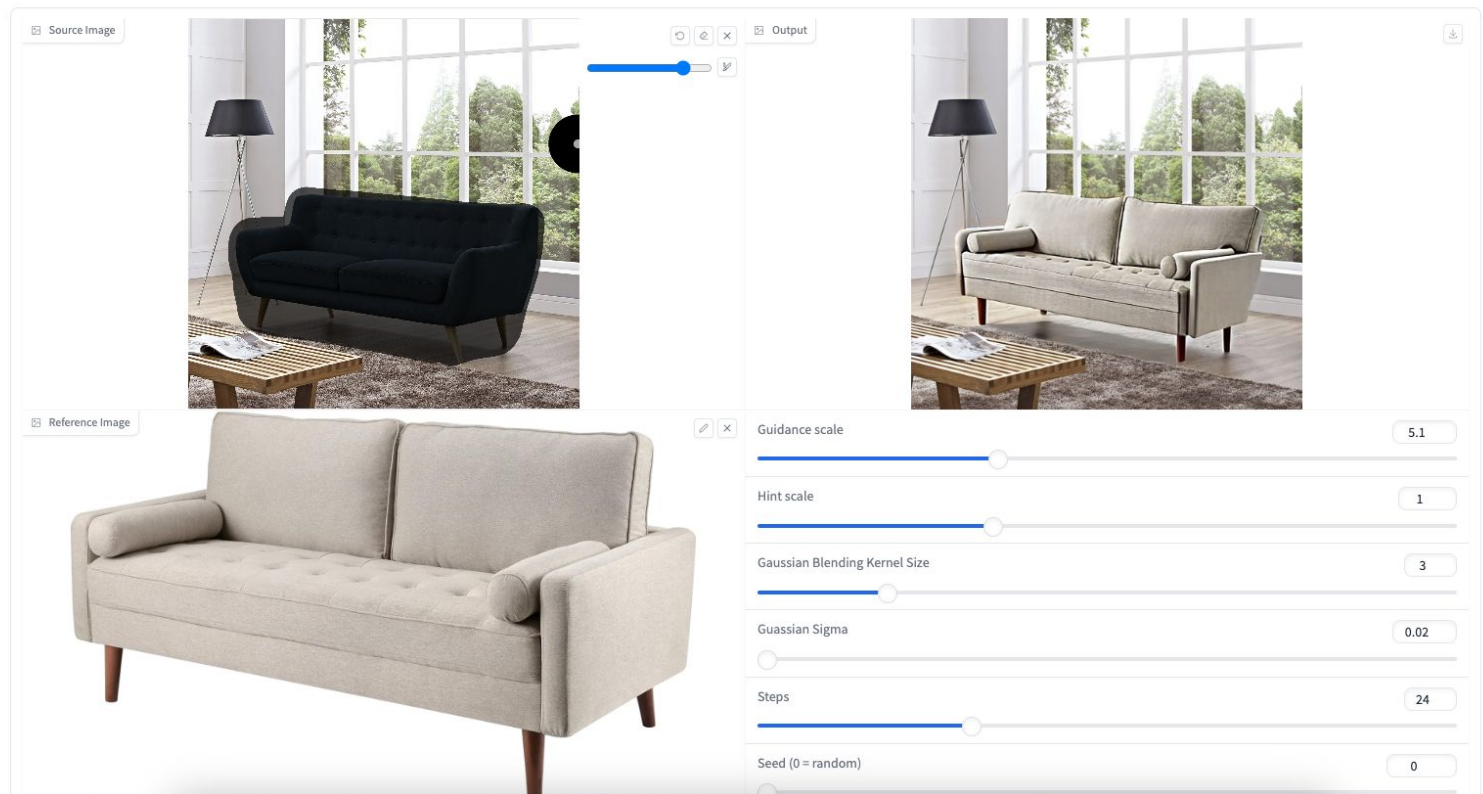 Source Image
Output
Reference Image
Guidance scale
5.1
Hint scale
1
Gaussian Blending Kernel Size
3
Guassian Sigma
0.02
Steps
24
Seed (0 = random)
0